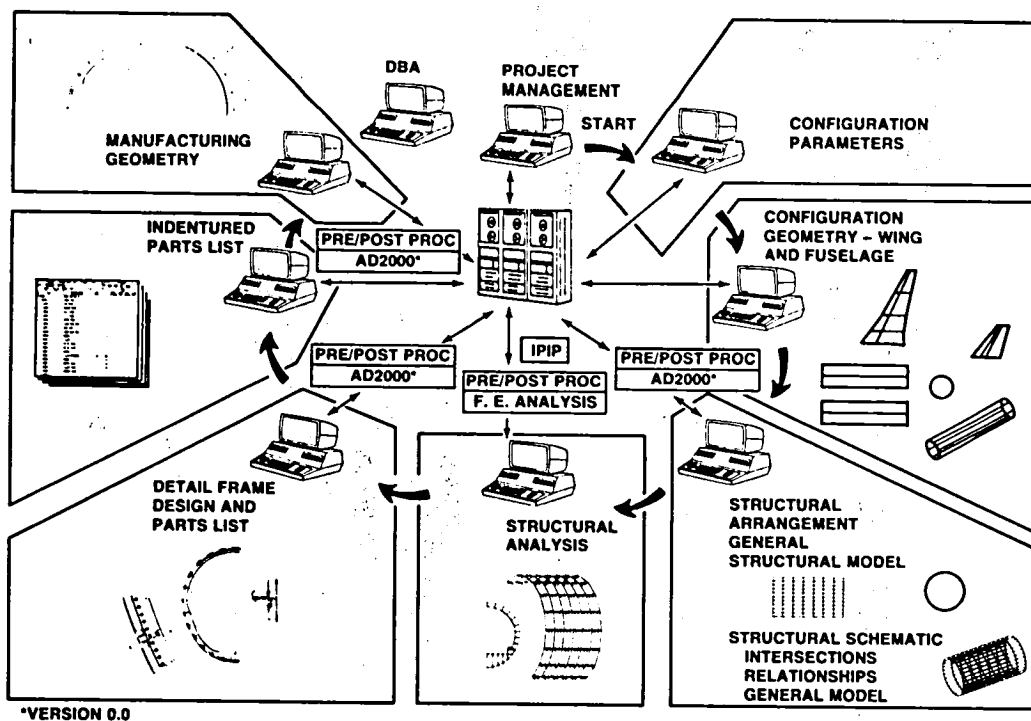 DBA
PROJECT
MANAGEMENT
START
CONFIGURATION
PARAMETERS
MANUFACTURING
GEOMETRY
INDENTURED
PARTS LIST
PRE/POST PROC
AD2000*
CONFIGURATION
GEOMETRY – WING
AND FUSELAGE
IPIP
PRE/POST PROC
AD2000*
PRE/POST PROC
F. E. ANALYSIS
PRE/POST PROC
AD2000*
DETAIL FRAME
DESIGN AND
PARTS LIST
STRUCTURAL
ANALYSIS
STRUCTURAL
ARRANGEMENT
GENERAL
STRUCTURAL MODEL
STRUCTURAL SCHEMATIC
INTERSECTIONS
RELATIONSHIPS
GENERAL MODEL
*VERSION 0.0